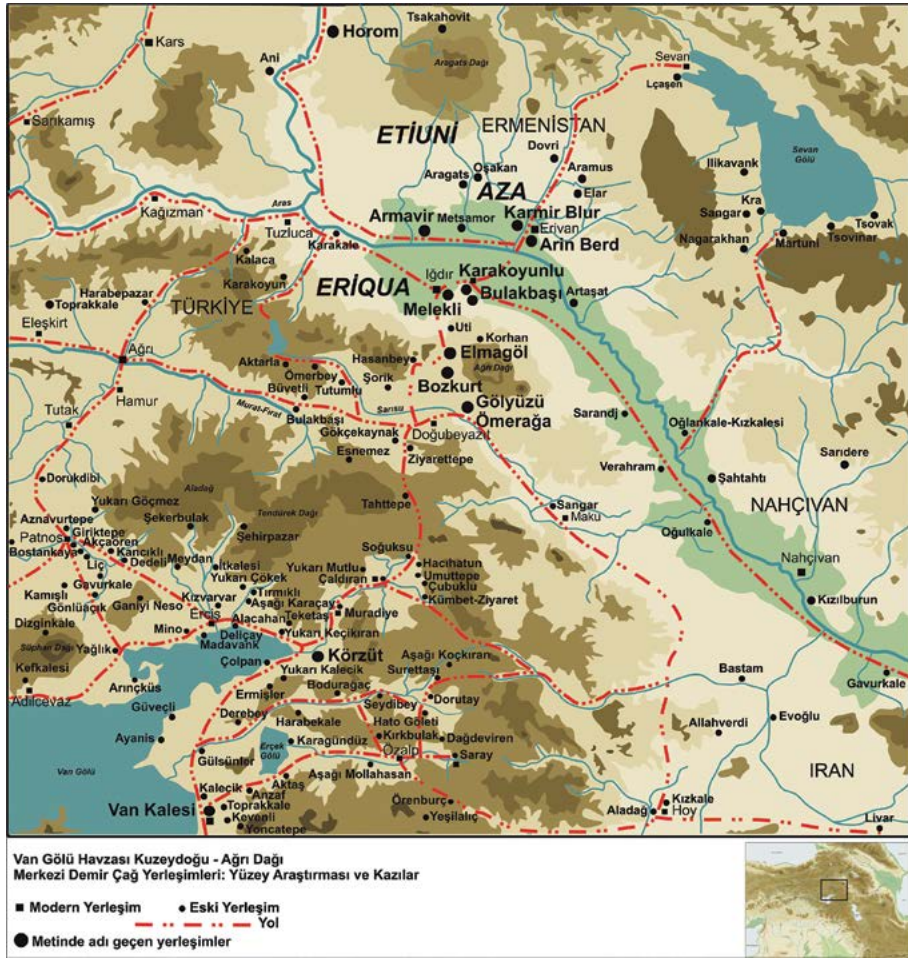 Kars
Ani
Horom
Tsakahovit
Aragats Dağı
Sevan
Lçaşen
Sarıkamış
ETIUNI
ERMENİSTAN
Dovri
Sevan Gölü
Oşakan
Aragats
AZA
Aramus
Elar
Ilikavank
Kağızman
Aras
Armavir
Metsamor
Karmir Blur
Erivan
Arin Berd
Kra
Sangar
Tsovak
Tsovinar
Martuni
Nagarakhan
Tuzluca
Karakale
Kalaca
Karakoyun
ERİQUA
Iğdır
Karakoyunlu
Bulakbaşı
Melekli
Artaşat
Toprakkale
Harabepazar
TÜRKİYE
Eleşkirt
Uti
Korhan
Ağrı
Aktarla
Hasanbey
Elmagöl
Ağrı Dağı
Ömerbey
Büvetli
Tutumlu
Şorik
Bozkurt
Hamur
Murat-Fırat
Bulakbaşı
Sarısu
Gölyüzü
Ömerağa
Tutak
Gökçekaynak
Doğubeyazıt
Esnemez
Ziyarettepe
Sarandj
Oğlankale-Kızkalesi
Verahram
Şahtahtı
Sarıdere
Dorukdibi
Aladağ
Tahttepe
Sangar
Maku
NAHÇIVAN
Yukarı Göçmez
Şekerbulak
Tendürek Dağı
Oğulkale
Aznavurtepe
Giriktepe
Patnos
Akçaören
Bostankaya
Kancıklı
Şehirpazar
Nahçıvan
Liç
Dedeli
Meydan
İtkalesi
Soğuksu
Gavurkale
Yukarı Çökek
Yukarı Mutlu
Hacıhatun
Umuttepe
Kamışlı
Tırmıklı
Çaldıran
Çubuklu
Kızılburun
Gönlüaçık
Ganiyi Neso
Kızvarvar
Aşağı Karaçay
Kümbet-Ziyaret
Dizginkale
Erciş
Alacahan
Teketaş
Muradiye
Mino
Deliçay
Yukarı Keçikıran
Süphan Dağı
Yağlık
Madavank
Kefkalesi
Çolpan
Körzüt
Aşağı Koçkıran
Bastam
Adilcevaz
Arınçküs
Yukarı Kalecik
Surettaşı
Gavurkale
Ermişler
Boduraǧaç
Güveçli
Seydibey
Dorutay
Derebey
Harabekale
Hato Göleti
Allahverdi
Evoğlu
Ayanis
Karagündüz
Kırkbulak
Dağdeviren
Gülsünler
Erçek Gölü
Özalp
Saray
IRAN
Van Gölü
Aktaş
Aşağı Mollahasan
Kalecik
Anzaf
Örenburç
Kızkale
Van Kalesi
Toprakkale
Kevenli
Yeşilalıç
Aladağ
Hoy
Yoncatepe
Livar
Van Gölü Havzası Kuzeydoğu - Ağrı Dağı
Merkezi Demir Çağ Yerleşimleri: Yüzey Araştırması ve Kazılar
Modern Yerleşim
Eski Yerleşim
Yol
Metinde adı geçen yerleşimler